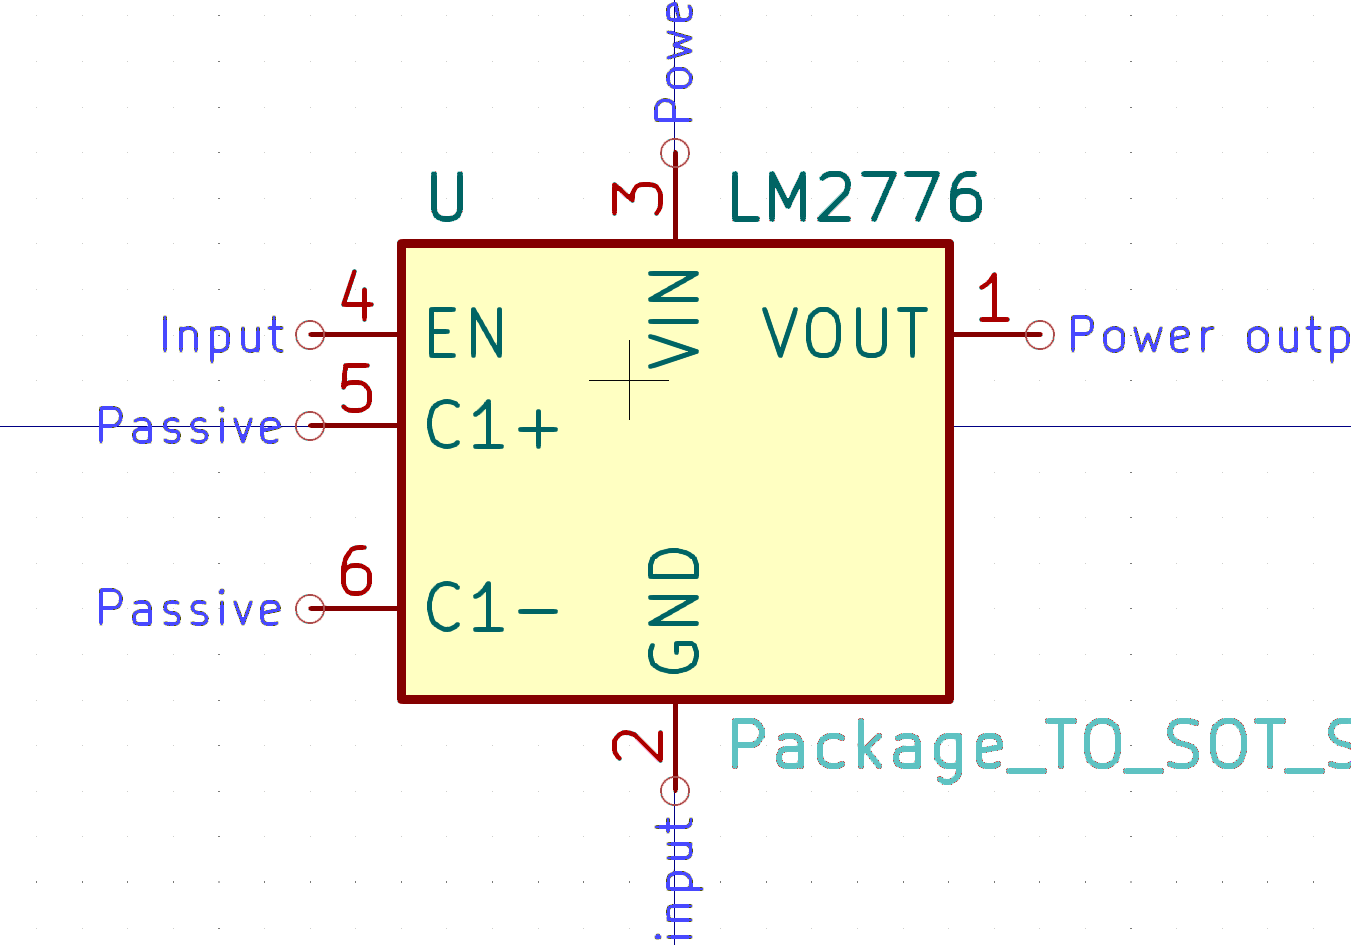 Powe
U
3
LM2776
4
VIN
1
Input
EN
VOUT
Power outp
5
Passive
C1+
6
Passive
C1-
GND
2
Package_TO_SOT_S
input